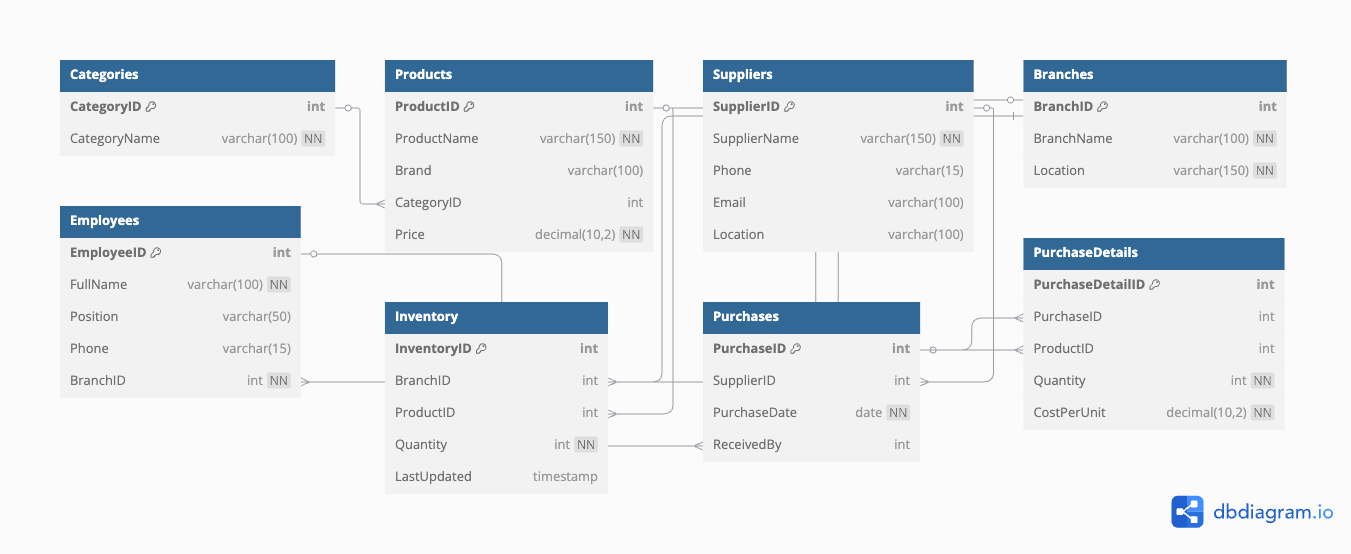 Categories
CategoryID int
CategoryName varchar(100) NN
Products
ProductID int
ProductName varchar(150) NN
Brand varchar(100)
CategoryID int
Price decimal(10,2) NN
Suppliers
SupplierID int
SupplierName varchar(150) NN
Phone varchar(15)
Email varchar(100)
Location varchar(100)
Branches
BranchID int
BranchName varchar(100) NN
Location varchar(150) NN
Employees
EmployeeID int
FullName varchar(100) NN
Position varchar(50)
Phone varchar(15)
BranchID int NN
Inventory
InventoryID int
BranchID int
ProductID int
Quantity int NN
LastUpdated timestamp
Purchases
PurchaseID int
SupplierID int
PurchaseDate date NN
ReceivedBy int
PurchaseDetails
PurchaseDetailID int
PurchaseID int
ProductID int
Quantity int NN
CostPerUnit decimal(10,2) NN
dbdiagram.io